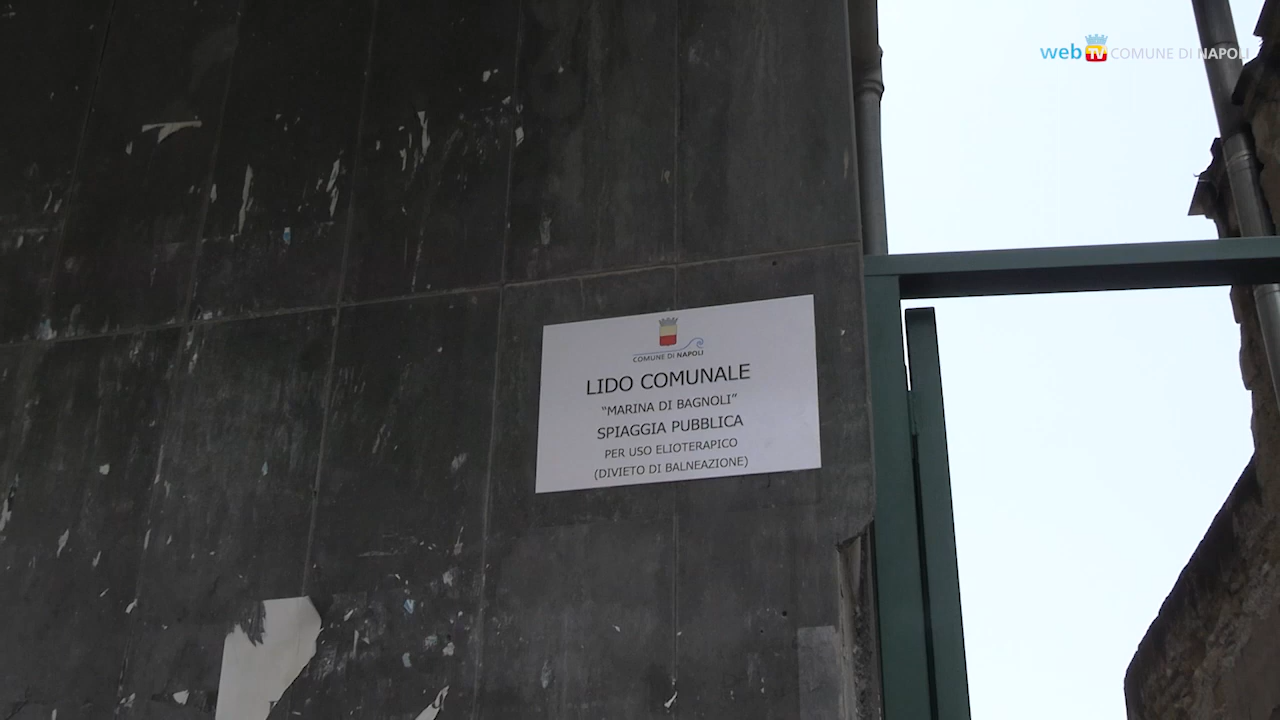 web TV COMUNE DI NAPOLI
COMUNE DI NAPOLI
LIDO COMUNALE
“MARINA DI BAGNOLI”
SPIAGGIA PUBBLICA
PER USO ELIOTERAPICO
(DIVIETO DI BALNEAZIONE)